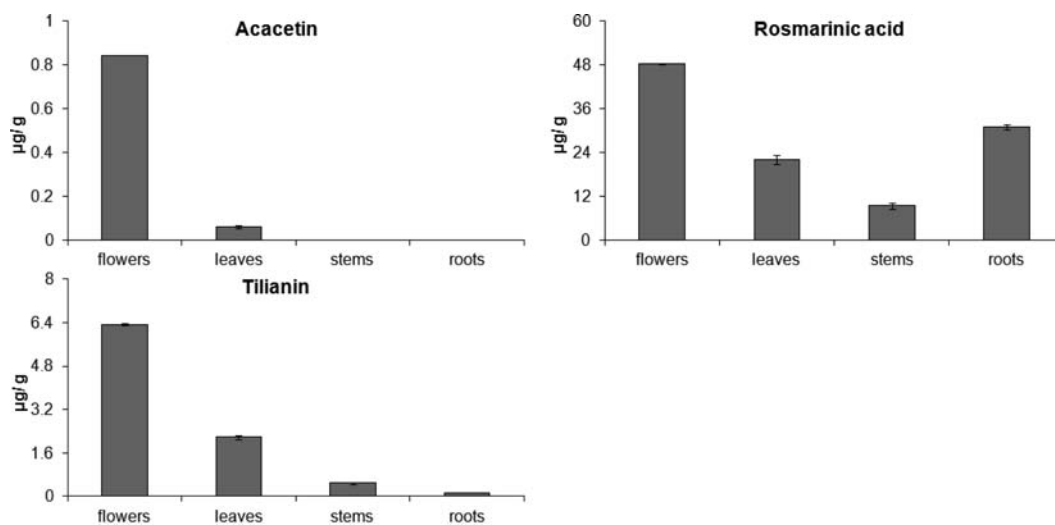 Acacetin
µg/ g
1
0.8
0.6
0.4
0.2
0
flowers leaves stems roots
Rosmarinic acid
µg/ g
60
48
36
24
12
0
flowers leaves stems roots
Tilianin
µg/ g
8
6.4
4.8
3.2
1.6
0
flowers leaves stems roots